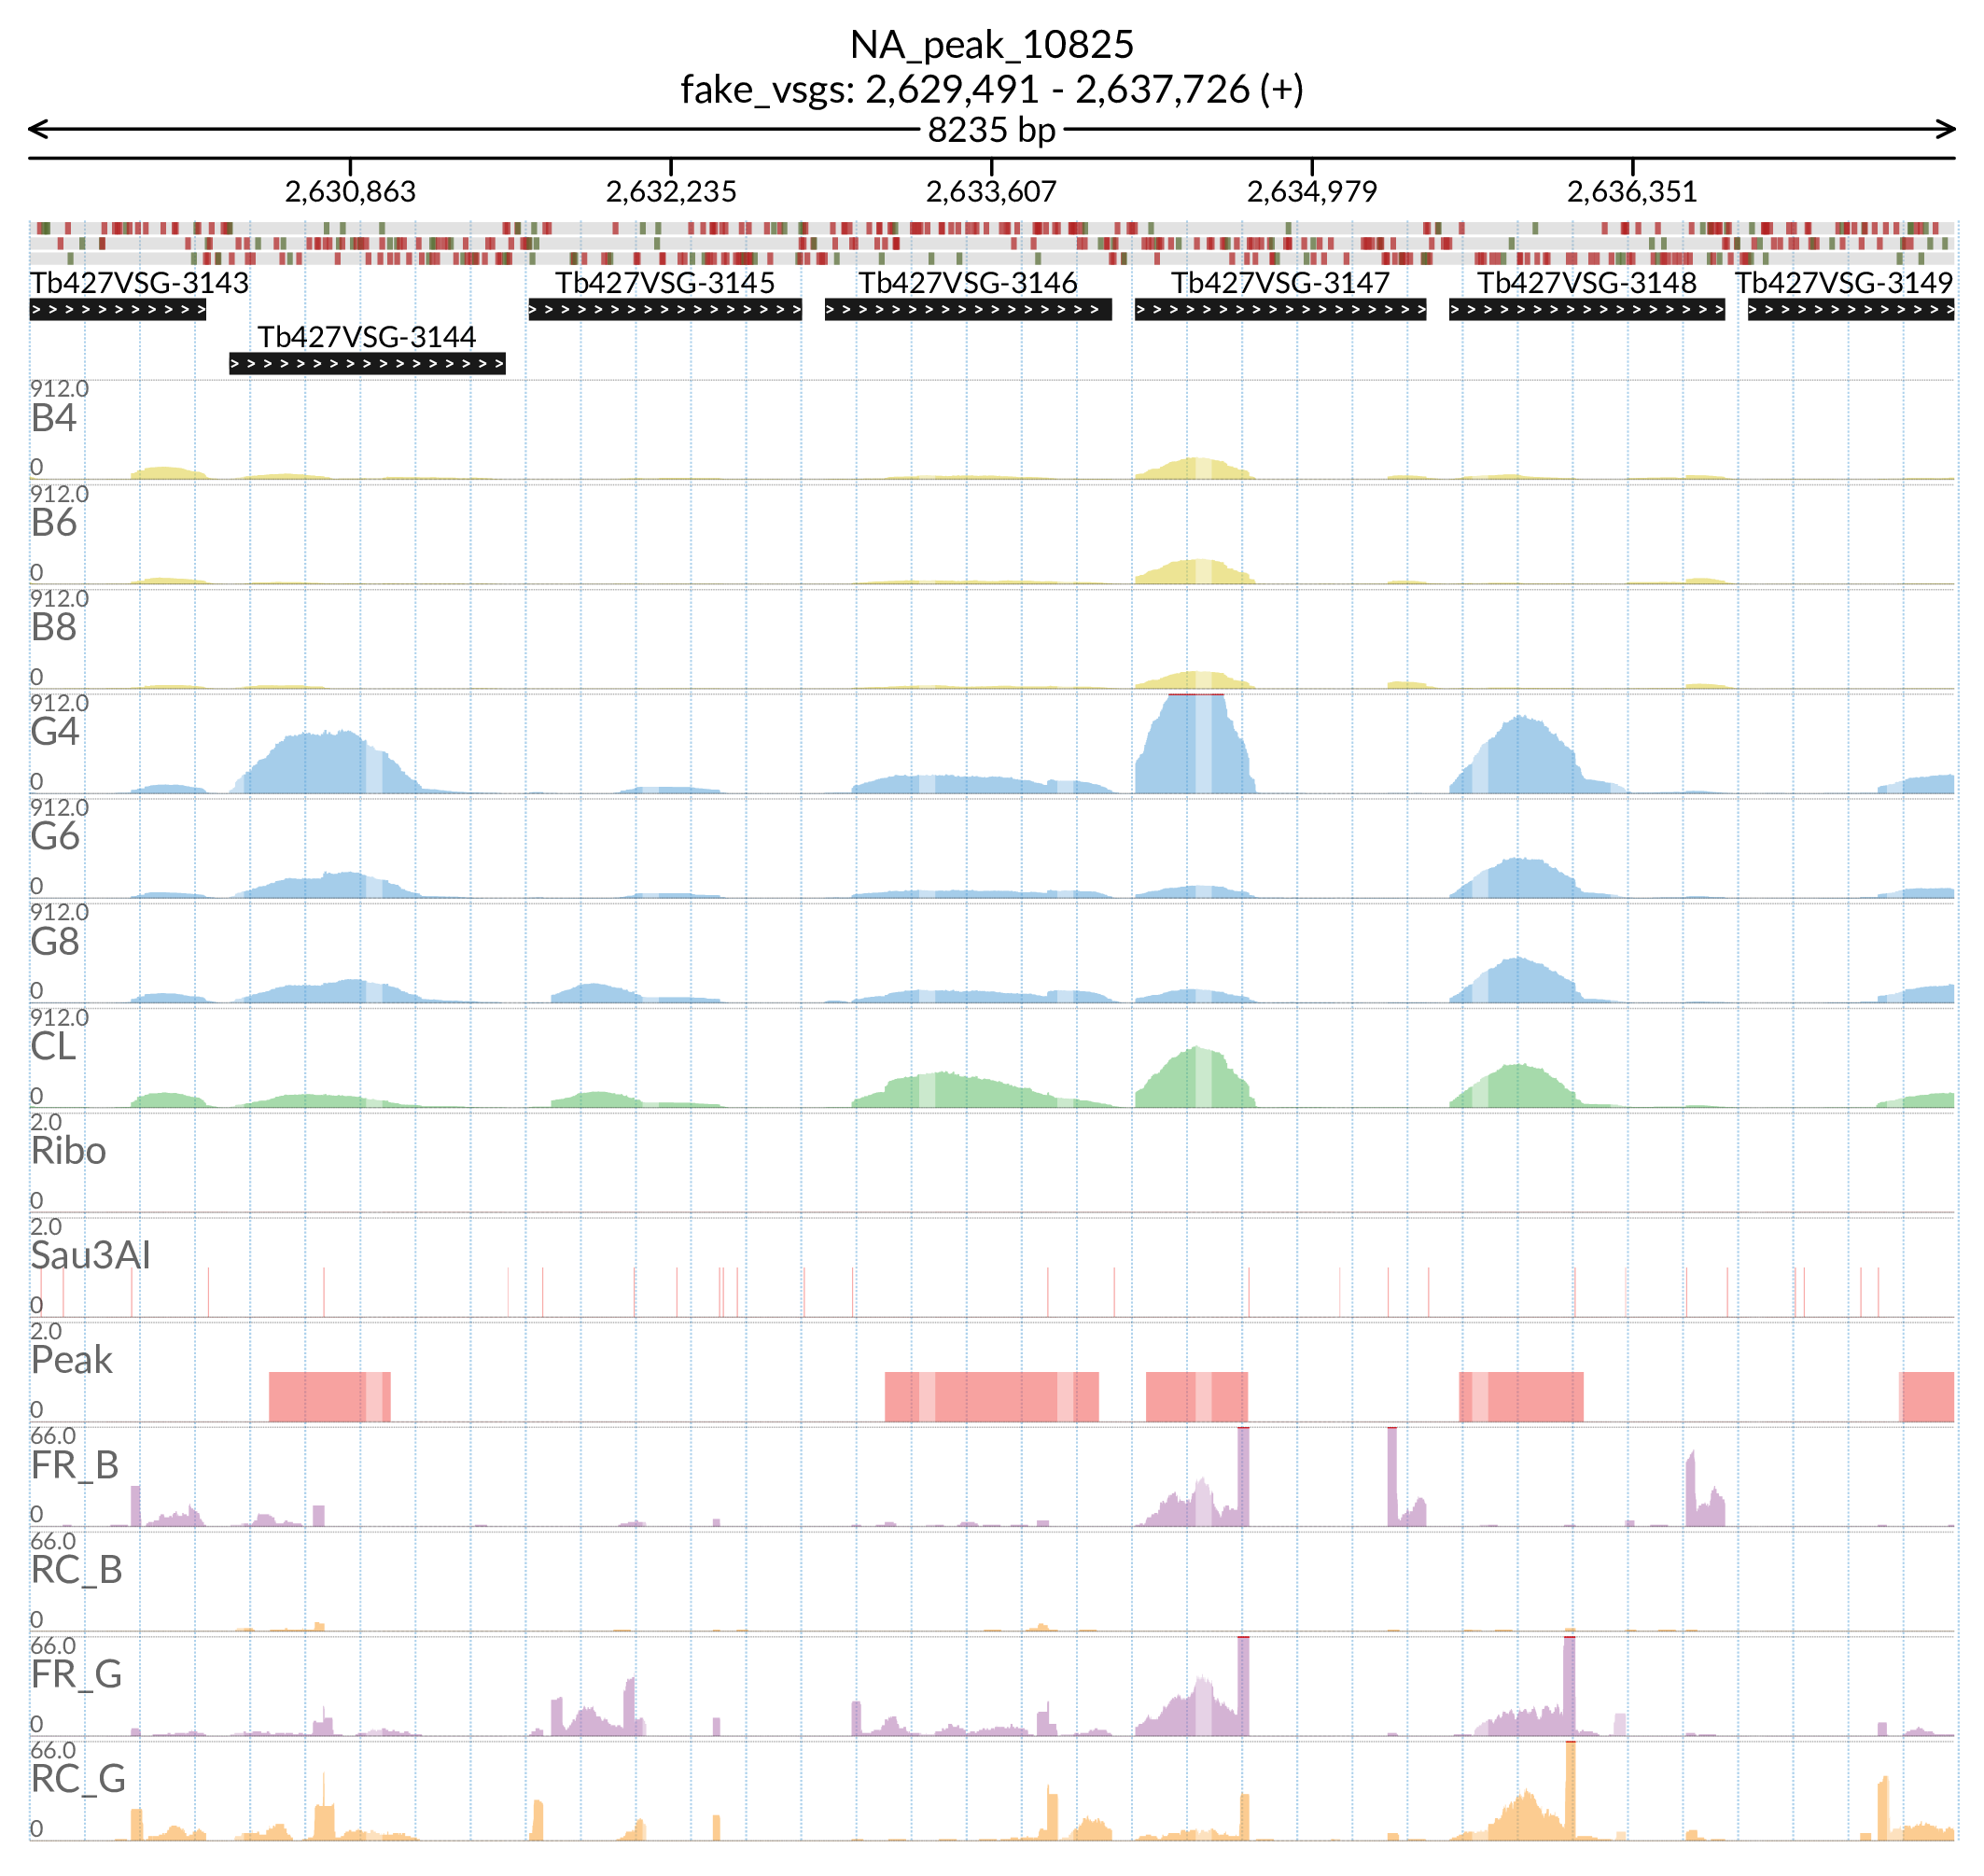 NA_peak_10825
fake_vsgs: 2,629,491 - 2,637,726 (+)
8235 bp
2,630,863 2,632,235 2,633,607 2,634,979 2,636,351
Tb427VSG-3143 Tb427VSG-3145 Tb427VSG-3146 Tb427VSG-3147 Tb427VSG-3148 Tb427VSG-3149
Tb427VSG-3144
912.0
B4
0
912.0
B6
0
912.0
B8
0
912.0
G4
0
912.0
G6
0
912.0
G8
0
912.0
CL
0
2.0
Ribo
0
2.0
Sau3AI
0
2.0
Peak
0
66.0
FR_B
0
66.0
RC_B
0
66.0
FR_G
0
66.0
RC_G
0